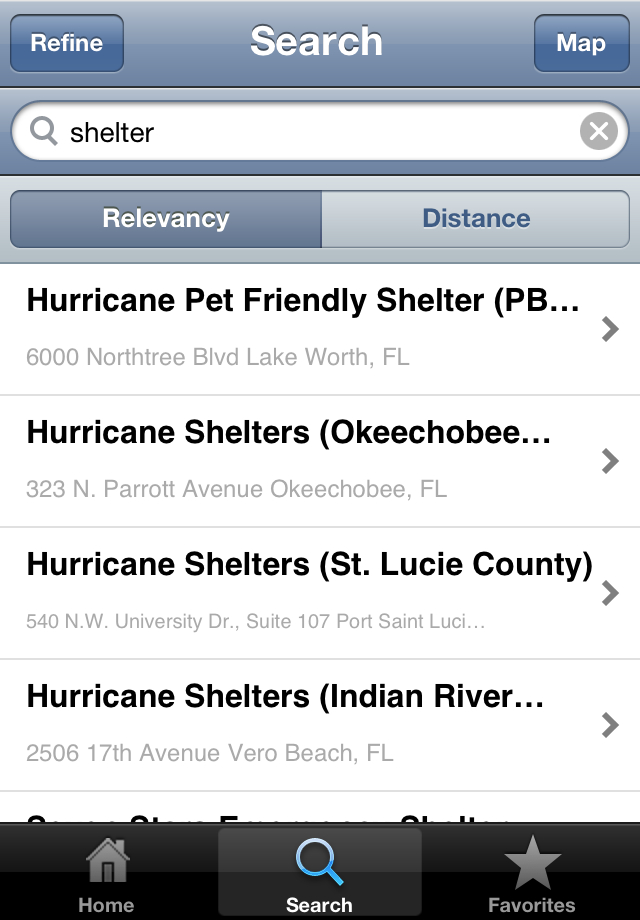 Refine
Search
Map
shelter
Relevancy
Distance
Hurricane Pet Friendly Shelter (PB...
6000 Northtree Blvd Lake Worth, FL
Hurricane Shelters (Okeechobee...
323 N. Parrott Avenue Okeechobee, FL
Hurricane Shelters (St. Lucie County)
540 N.W. University Dr., Suite 107 Port Saint Luci...
Hurricane Shelters (Indian River...
2506 17th Avenue Vero Beach, FL
Home
Search
Favorites